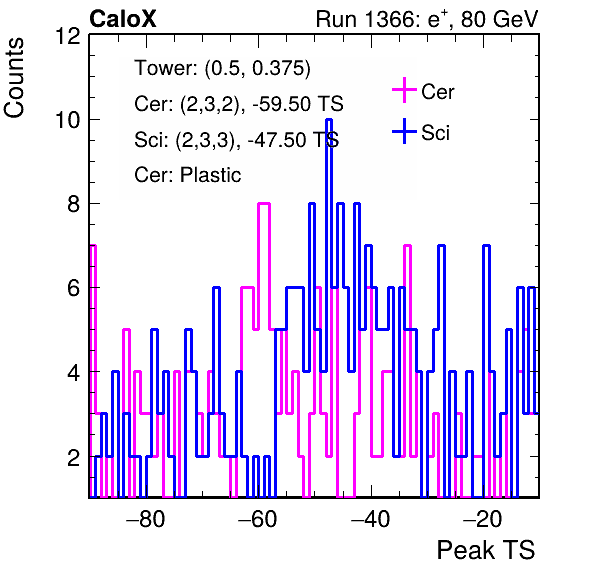 CaloX Run 1366: e⁺, 80 GeV
Counts
12
10
8
6
4
2
Tower: (0.5, 0.375)
Cer: (2,3,2), -59.50 TS
Sci: (2,3,3), -47.50 TS
Cer: Plastic
Cer
Sci
−80 −60 −40 −20
Peak TS